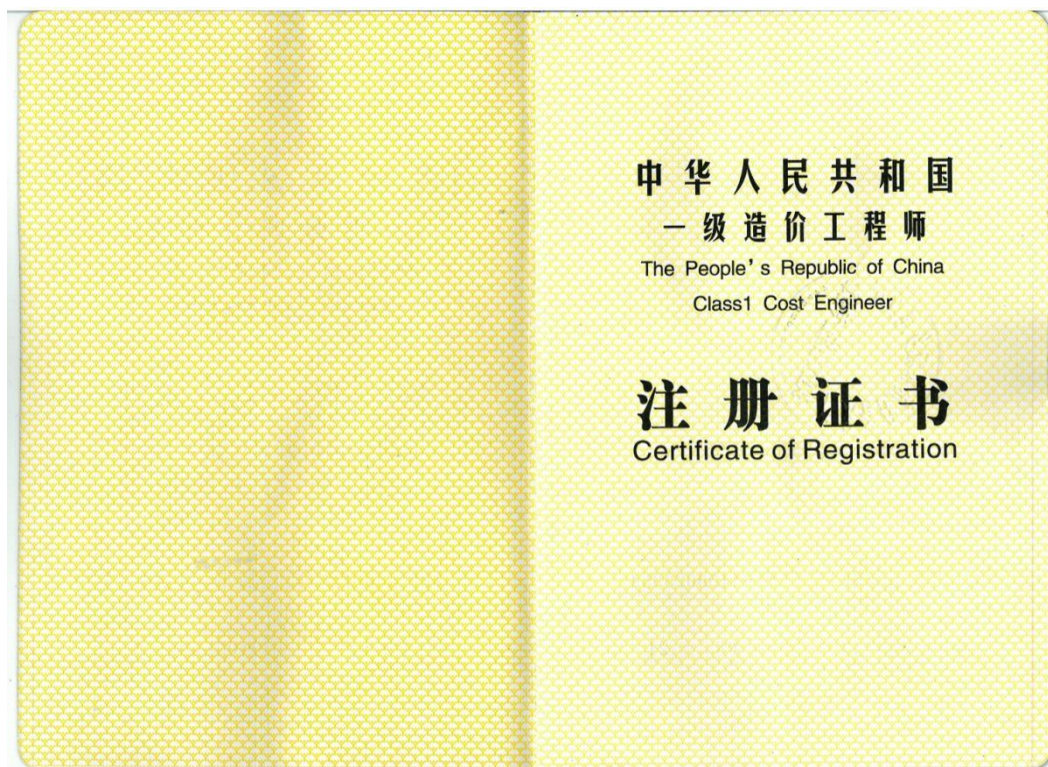 中华人民共和国
一级造价工程师
The People's Republic of China
Class1 Cost Engineer
注册证书
Certificate of Registration